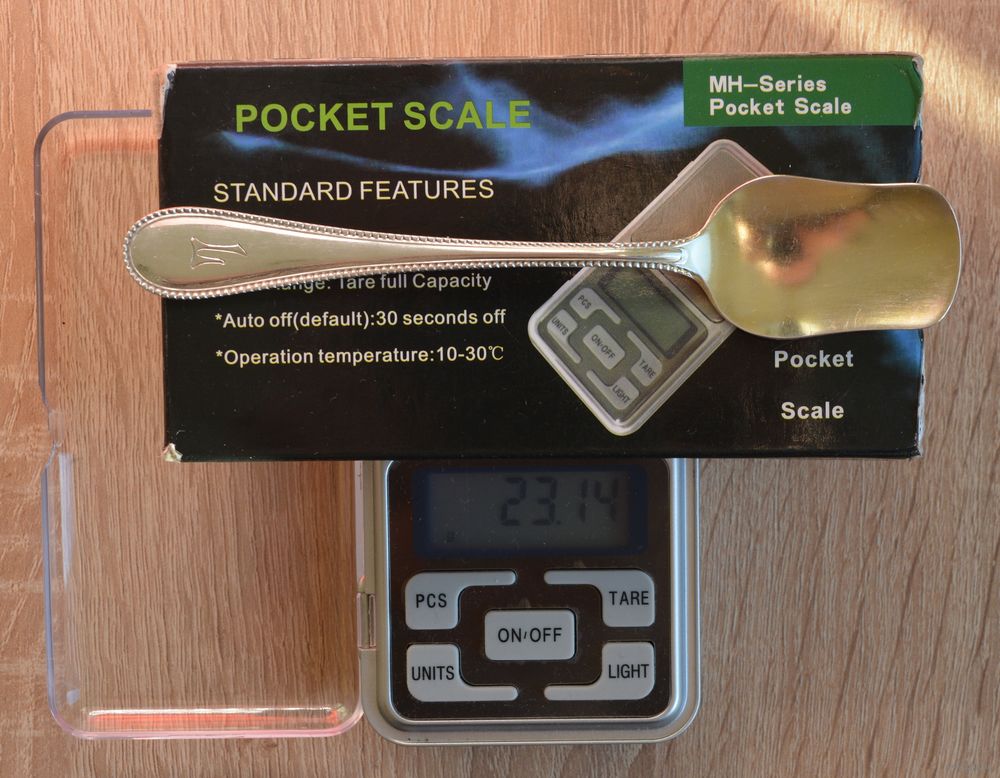 MH-Series
Pocket Scale
POCKET SCALE
STANDARD FEATURES
Tare full Capacity
*Auto off(default):30 seconds off
*Operation temperature:10-30℃
PCS
UNITS
ON/OFF
TARE
LIGHT
Pocket
Scale
23.14
g
PCS
TARE
ON/OFF
UNITS
LIGHT